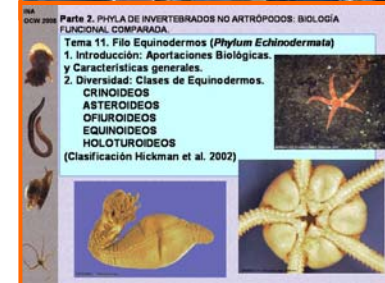 INA
OCW 2008
Parte 2. PHYLA DE INVERTEBRADOS NO ARTRÓPODOS: BIOLOGÍA
FUNCIONAL COMPARADA.
Tema 11. Filo Equinodermos (Phylum Echinodermata)
1. Introducción: Aportaciones Biológicas.
y Características generales.
2. Diversidad: Clases de Equinodermos.
CRINOIDEOS
ASTEROIDEOS
OFIUROIDEOS
EQUINOIDEOS
HOLOTUROIDEOS
(Clasificación Hickman et al. 2002)